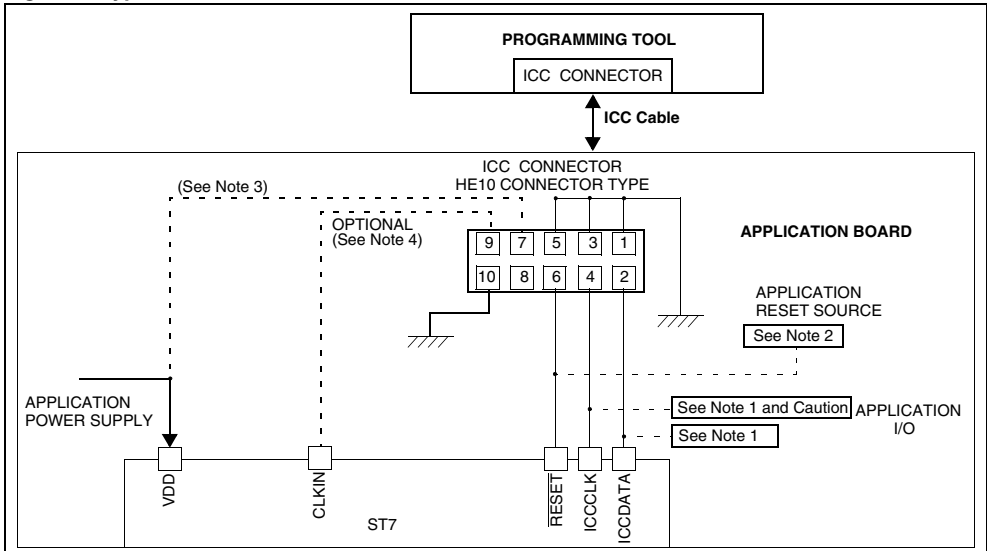 PROGRAMMING TOOL
ICC CONNECTOR
ICC Cable
ICC CONNECTOR
HE10 CONNECTOR TYPE
(See Note 3)
OPTIONAL
(See Note 4)
9 7 5 3 1
10 8 6 4 2
APPLICATION BOARD
APPLICATION
RESET SOURCE
See Note 2
APPLICATION
POWER SUPPLY
See Note 1 and Caution
See Note 1
APPLICATION
I/O
VDD
CLKIN
RESET
ICCCLK
ICCDATA
ST7